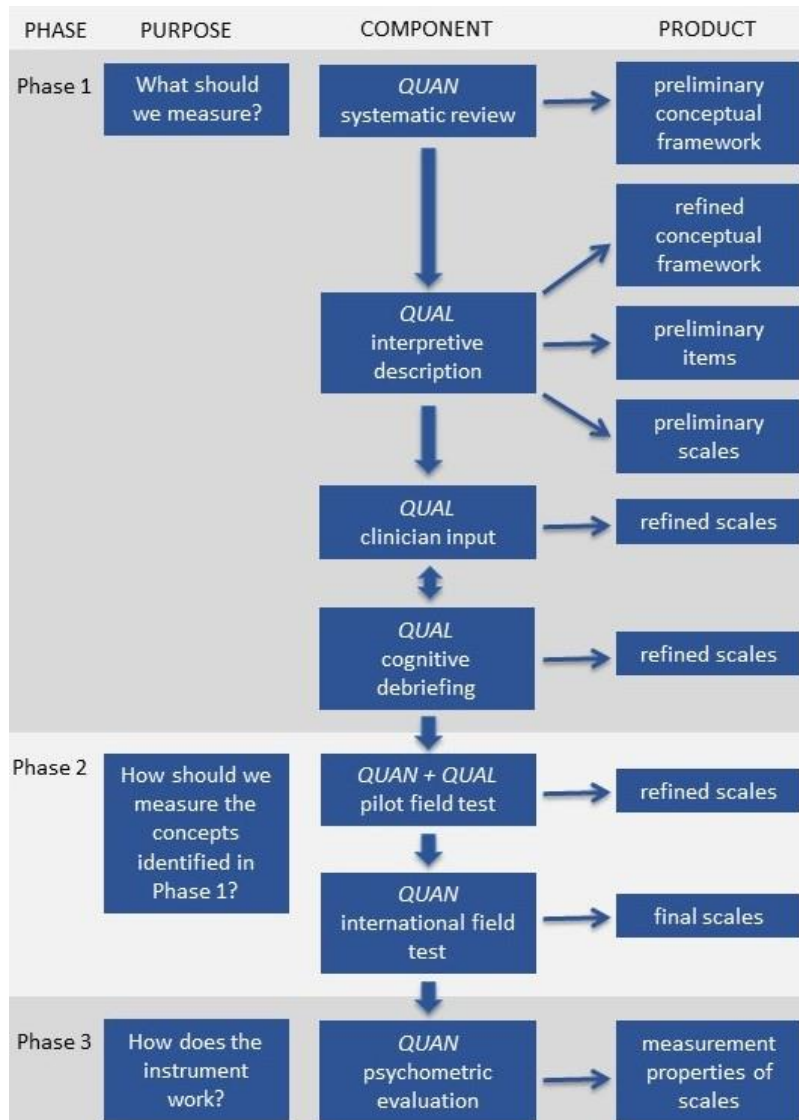 PHASE PURPOSE COMPONENT PRODUCT
Phase 1
What should
we measure?
QUAN
systematic review
preliminary
conceptual
framework
refined
conceptual
framework
QUAL
interpretive
description
preliminary
items
preliminary
scales
QUAL
clinician input
refined scales
QUAL
cognitive
debriefing
refined scales
Phase 2
How should we
measure the
concepts
identified in
Phase 1?
QUAN + QUAL
pilot field test
refined scales
QUAN
international field
test
final scales
Phase 3
How does the
instrument
work?
QUAN
psychometric
evaluation
measurement
properties of
scales